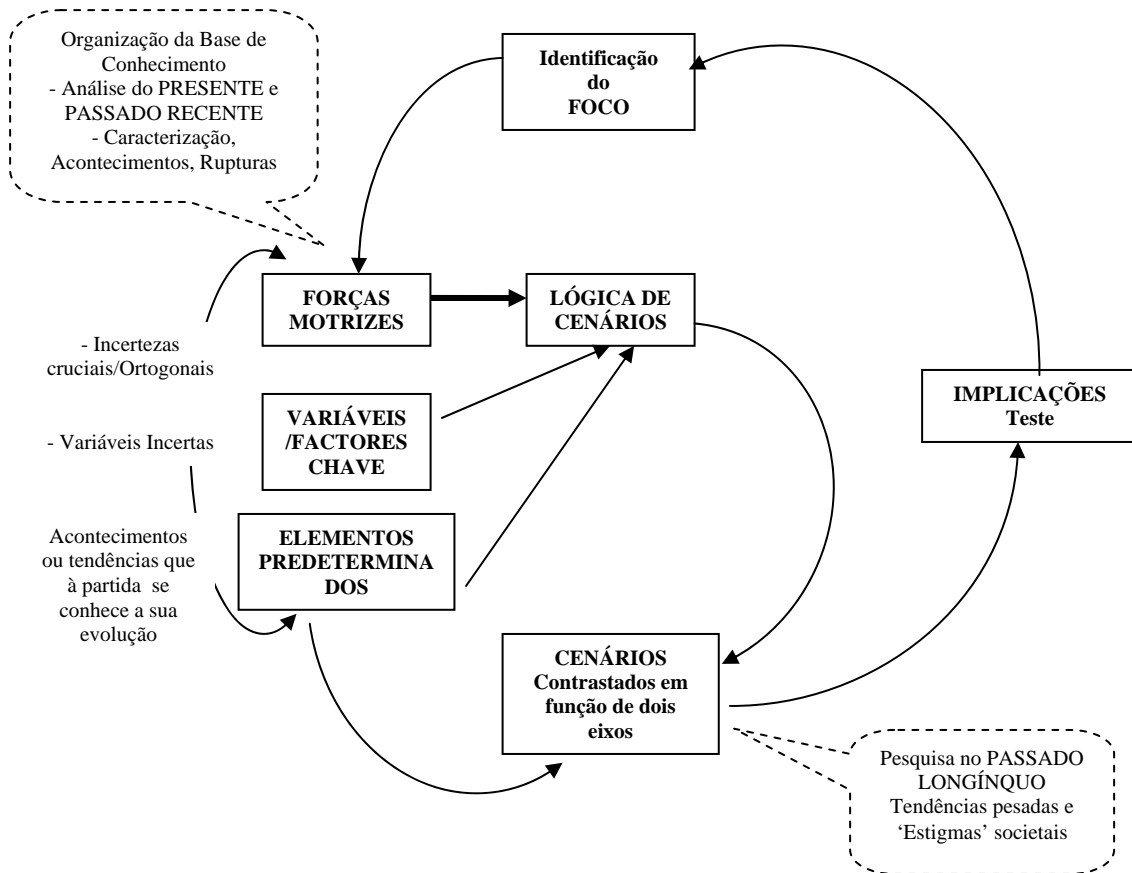 Organização da Base de
Conhecimento
- Análise do PRESENTE e
PASSADO RECENTE
- Caracterização,
Acontecimentos, Rupturas
Identificação
do
FOCO
FORÇAS
MOTRIZES
LÓGICA DE
CENÁRIOS
- Incertezas
cruciais/Ortogonais
IMPLICAÇÕES
Teste
VARIÁVEIS
/FACTORES
CHAVE
- Variáveis Incertas
ELEMENTOS
PREDETERMINA
DOS
Acontecimentos
ou tendências que
à partida se
conhece a sua
evolução
CENÁRIOS
Contrastados em
função de dois
eixos
Pesquisa no PASSADO
LONGÍNQUO
Tendências pesadas e
‘Estigmas’ societais